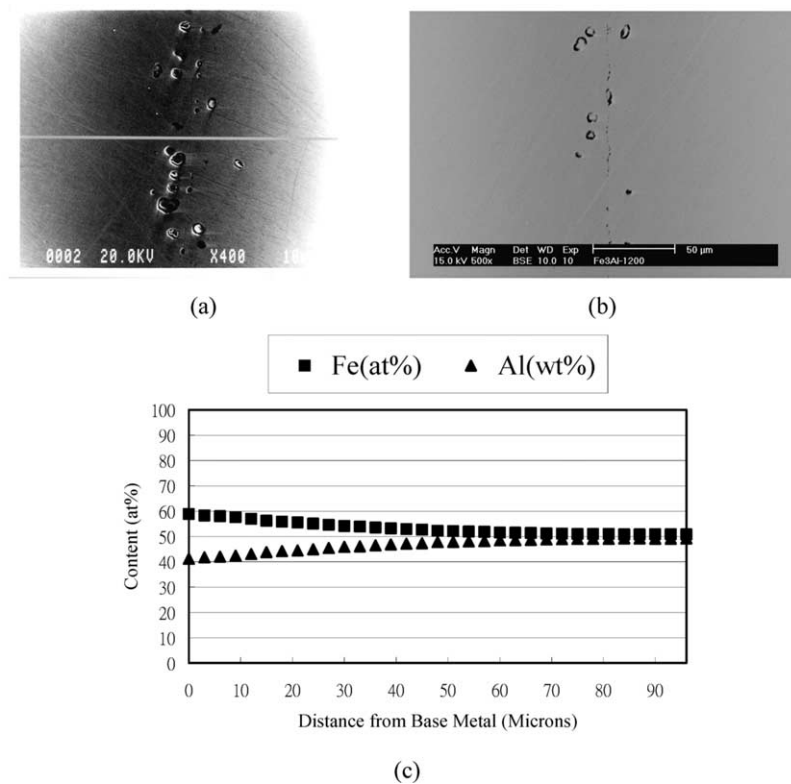 0002 20.0KV X400
(a)
Acc.V Magn Det WD Exp 50 µm
15.0 kV 500x BSE 10.0 10 Fe3Al-1200
(b)
Fe(at%) Al(wt%)
100
90
80
70
60
50
40
30
20
10
0
Content (at%)
0 10 20 30 40 50 60 70 80 90
Distance from Base Metal (Microns)
(c)